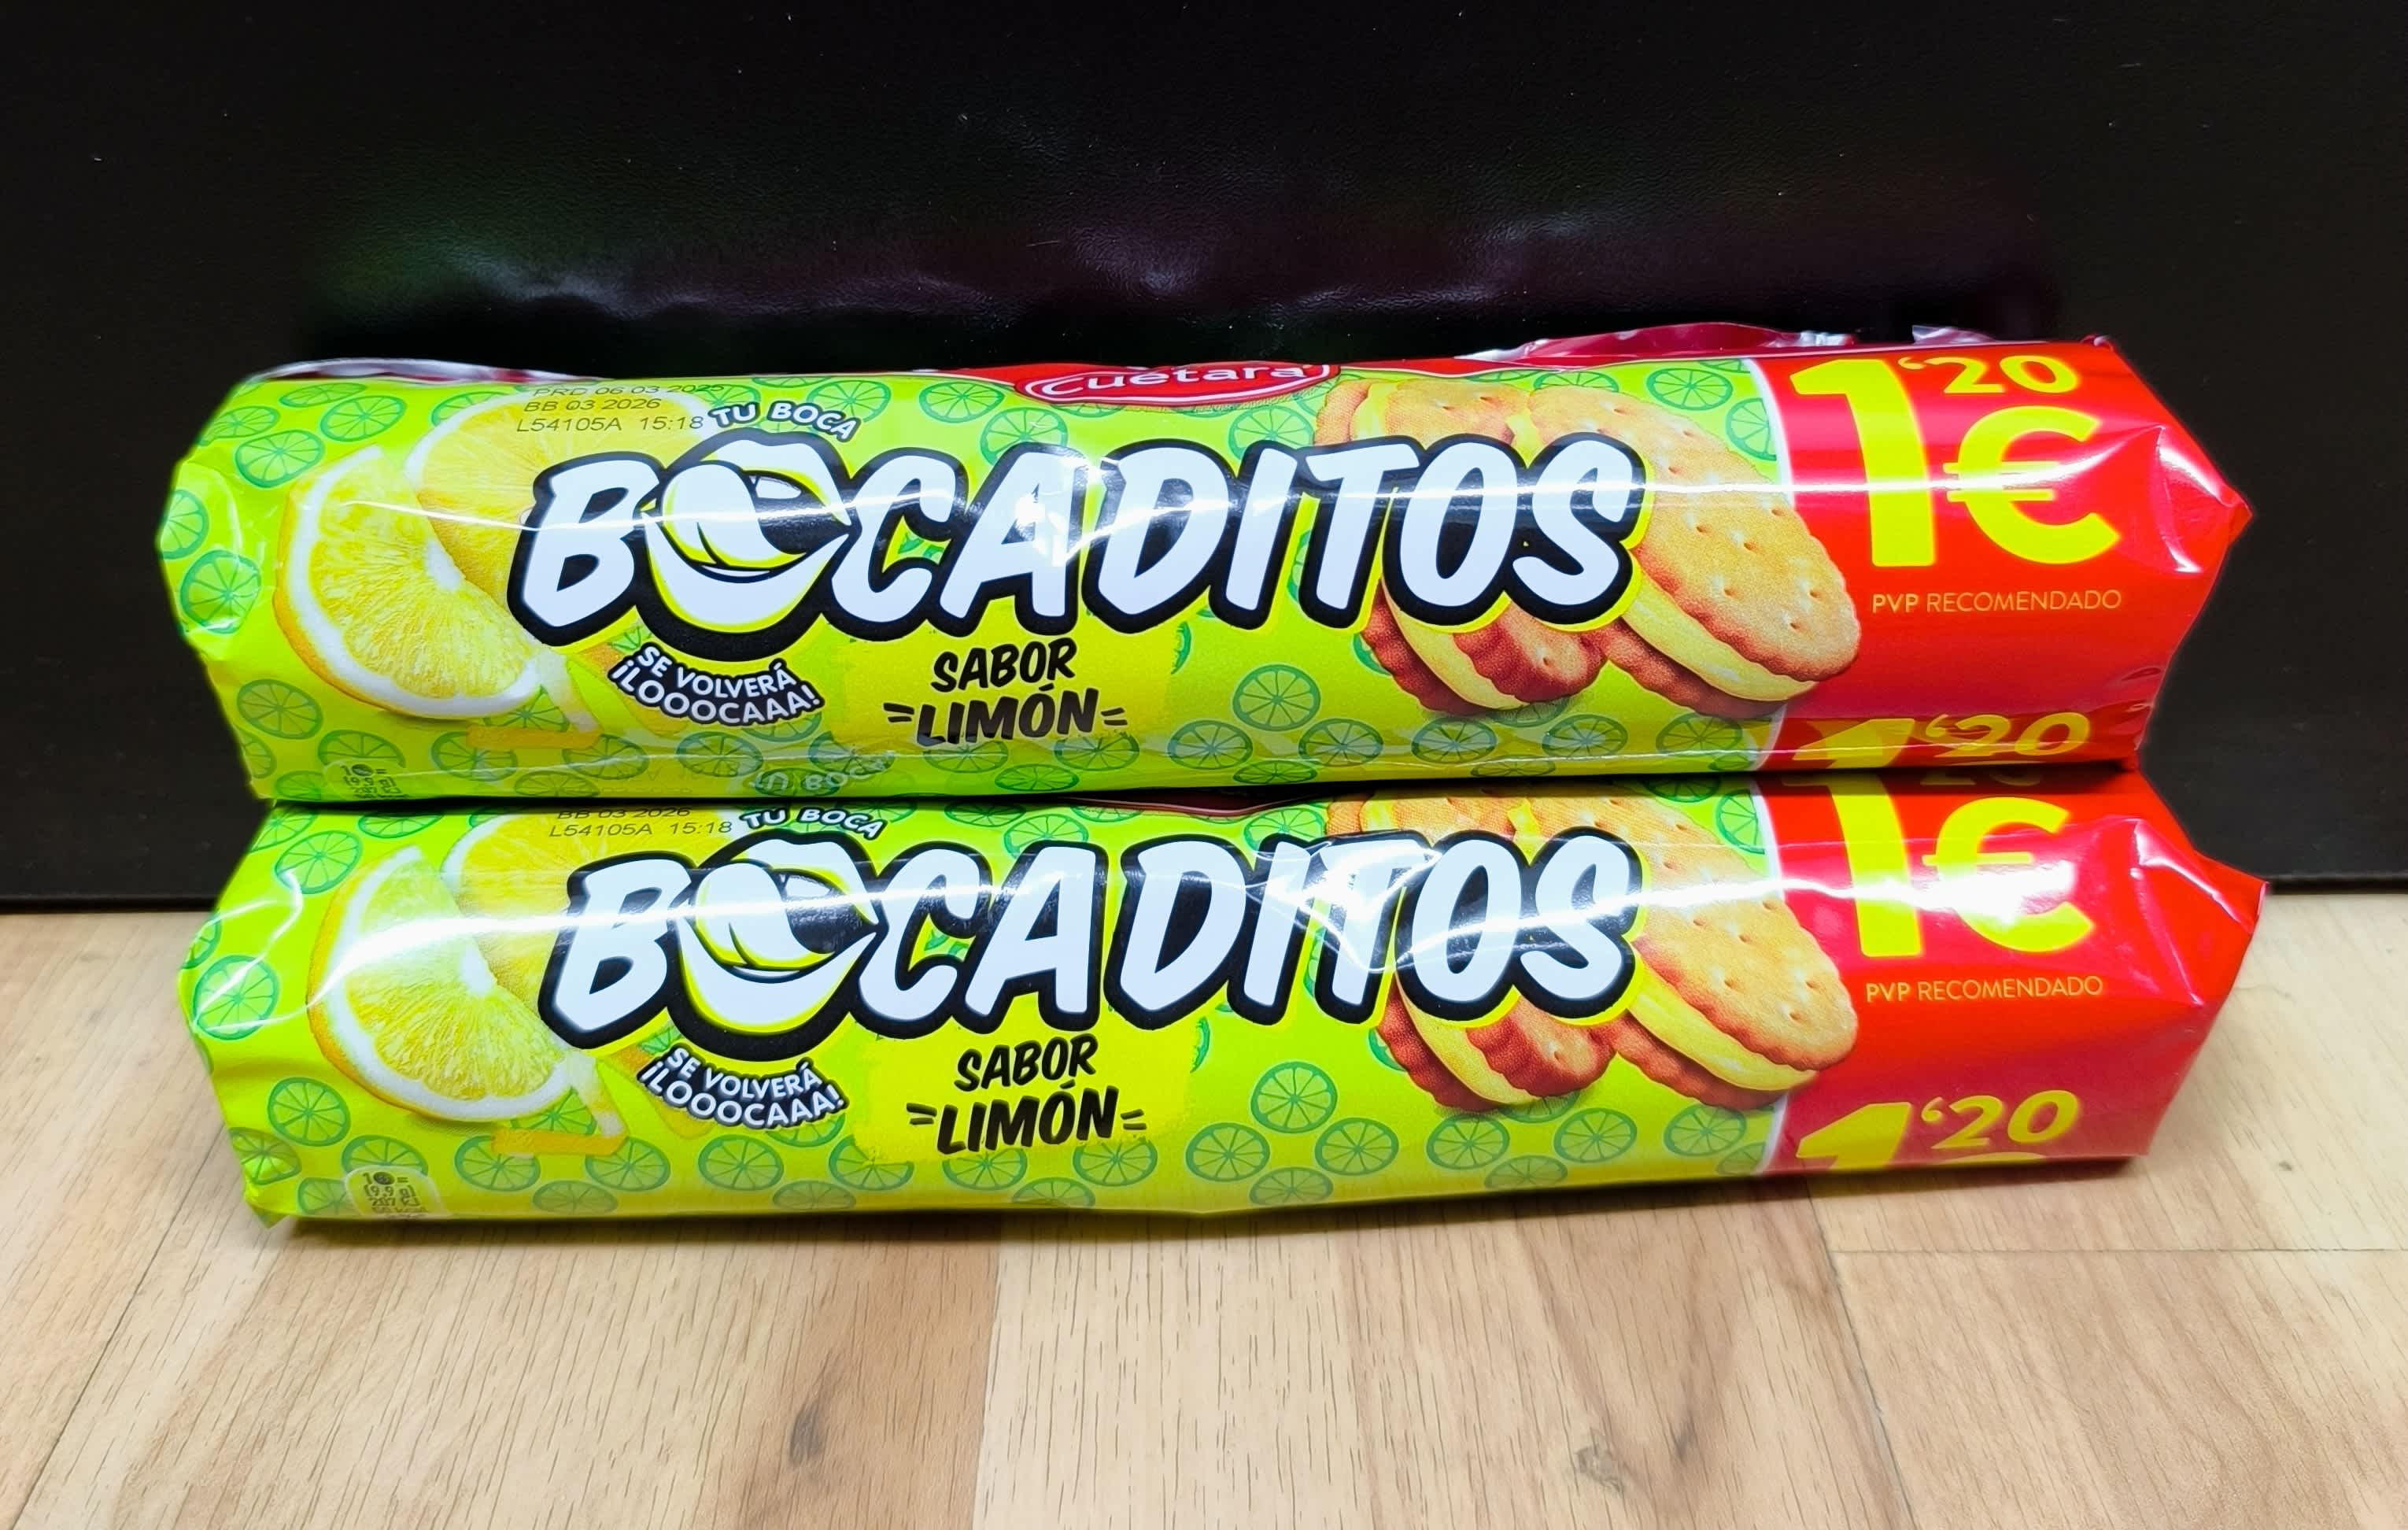 Cuétara
PRD 06 03 2025
BB 03 2026
L54105A 15:18
TU BOCA
BOCADITOS
SE VOLVERÁ
¡LOOOCAAA!
SABOR
LIMÓN
1'20
€
PVP RECOMENDADO
1'20
BB 03 2026
L54105A 15:18
TU BOCA
BOCADITOS
SE VOLVERÁ
¡LOOOCAAA!
SABOR
LIMÓN
1
€
PVP RECOMENDADO
1'20